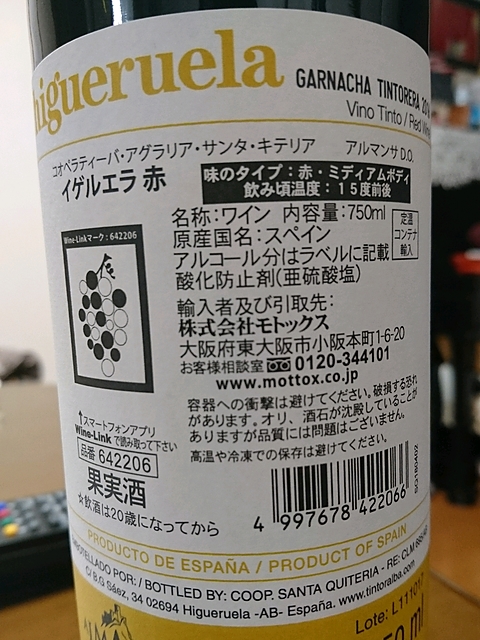 higueruela GARNACHA TINTORERA
Vino Tinto / Red
コオペラティーバ・アグラリア・サンタ・キテリア アルマンサ D.O.
イゲルエラ 赤
味のタイプ：赤・ミディアムボディ
飲み頃温度：15度前後
名称：ワイン 内容量：750ml
原産国名：スペイン
アルコール分はラベルに記載
酸化防止剤(亜硫酸塩)
定温
コンテナ
輸入
Wine-Linkマーク：642206
輸入者及び引取先：
株式会社モトックス
大阪府東大阪市小阪本町1-6-20
お客様相談室 0120-344101
www.mottox.co.jp
容器への衝撃は避けてください。破損する恐れ
があります。オリ、酒石が沈殿していることが
ありますが品質には問題はございません。
高温や冷凍での保存は避けてください。
↑スマートフォンアプリ
Wine-Linkで読み取って下さい
品番 642206
果実酒
☆飲酒は20歳になってから
4 997678 422066
PRODUCTO DE ESPAÑA / PRODUCT OF SPAIN
EMBOTELLADO POR: / BOTTLED BY: COOP. SANTA QUITERIA - RE: CLM
C/ B.G Sáez, 34 02694 Higueruela -AB- España. www.tintoralba.com
Lote:
50 ml